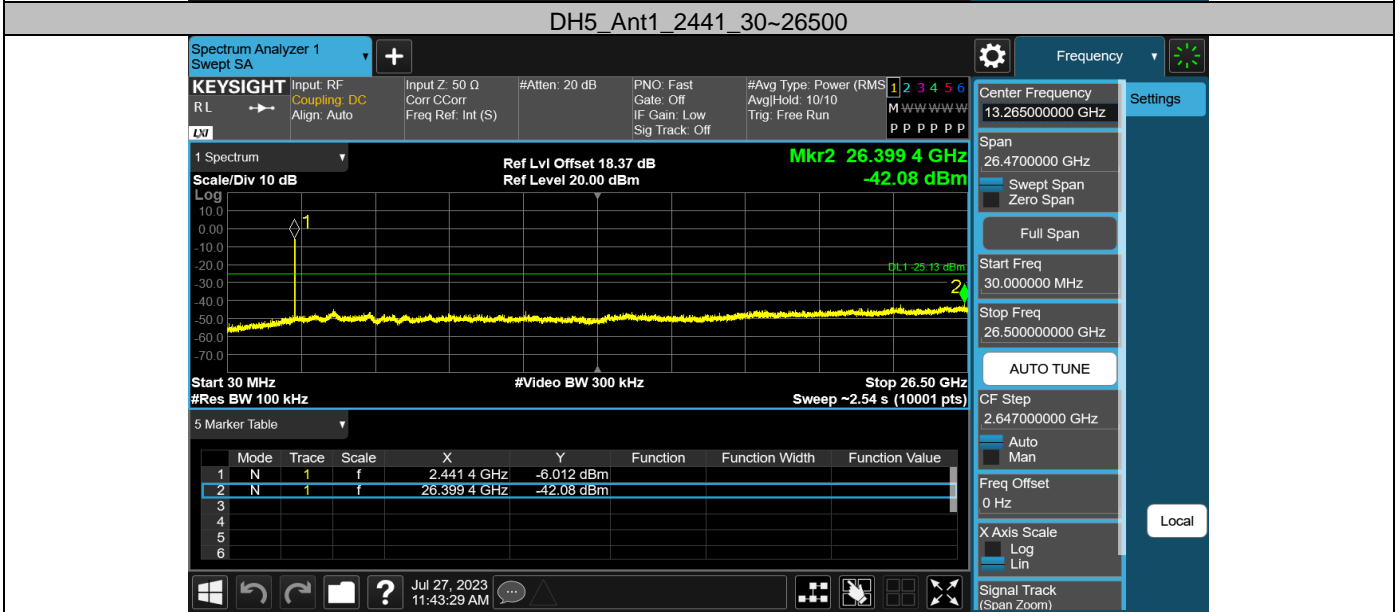 DH5_Ant1_2441_30~26500
Spectrum Analyzer 1
Swept SA
Frequency
KEYSIGHT
RL
LXI
Input: RF
Coupling: DC
Align: Auto
Input Z: 50 Ω
Corr CCorr
Freq Ref: Int (S)
#Atten: 20 dB
PNO: Fast
Gate: Off
IF Gain: Low
Sig Track: Off
#Avg Type: Power (RMS
Avg|Hold: 10/10
Trig: Free Run
1 2 3 4 5 6
M W W W W W
P P P P P P
1 Spectrum
Scale/Div 10 dB
Ref Lvl Offset 18.37 dB
Ref Level 20.00 dBm
Mkr2 26.399 4 GHz
-42.08 dBm
Log
10.0
0.00
-10.0
-20.0
-30.0
-40.0
-50.0
-60.0
-70.0
1
DL1 -25.13 dBm
2
Start 30 MHz
#Video BW 300 kHz
Stop 26.50 GHz
#Res BW 100 kHz
Sweep ~2.54 s (10001 pts)
5 Marker Table
Mode Trace Scale X Y Function Function Width Function Value
1 N 1 f 2.441 4 GHz -6.012 dBm
2 N 1 f 26.399 4 GHz -42.08 dBm
3
4
5
6
Jul 27, 2023
11:43:29 AM
Center Frequency
13.265000000 GHz
Span
26.4700000 GHz
Swept Span
Zero Span
Full Span
Start Freq
30.000000 MHz
Stop Freq
26.500000000 GHz
AUTO TUNE
CF Step
2.647000000 GHz
Auto
Man
Freq Offset
0 Hz
X Axis Scale
Log
Lin
Signal Track
(Span Zoom)
Settings
Local